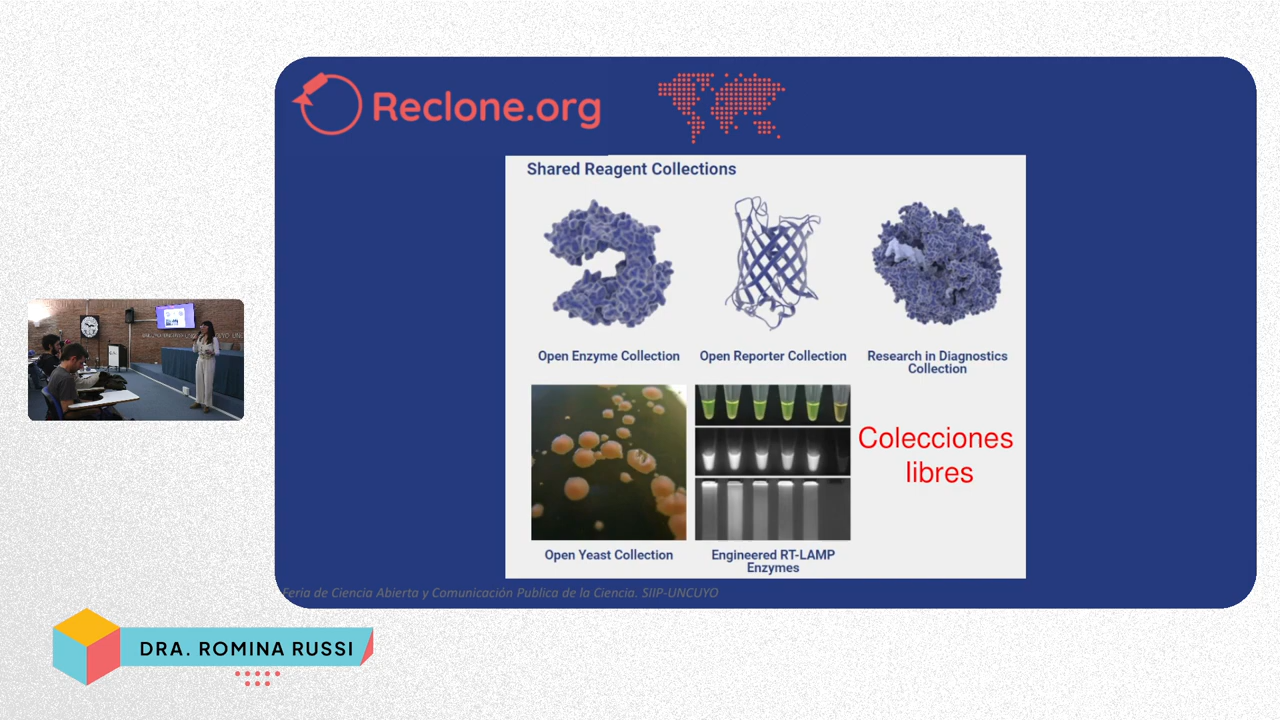 Reclone.org
Shared Reagent Collections
Open Enzyme Collection
Open Reporter Collection
Research in Diagnostics
Collection
Colecciones
libres
Open Yeast Collection
Engineered RT-LAMP
Enzymes
Feria de Ciencia Abierta y Comunicación Publica de la Ciencia. SIIP-UNCUYO
DRA. ROMINA RUSSI